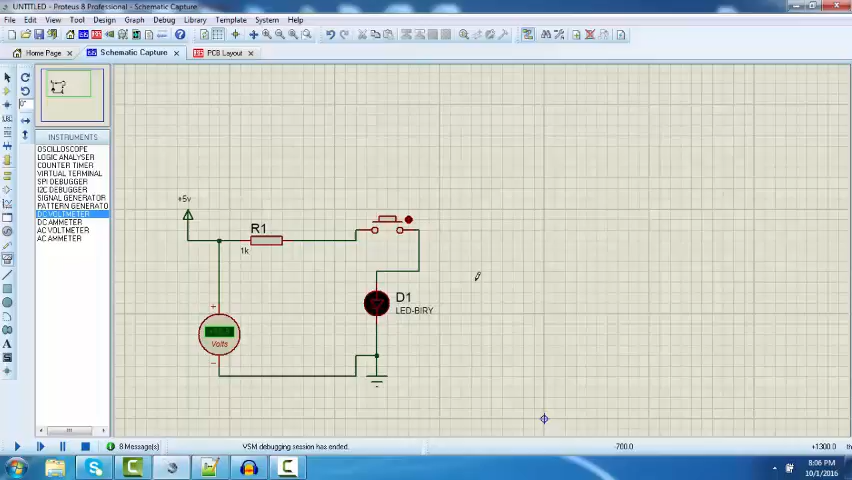 UNTITLED - Proteus 8 Professional - Schematic Capture
File Edit View Tool Design Graph Debug Library Template System Help
Home Page Schematic Capture PCB Layout
0°
LBL
INSTRUMENTS
OSCILLOSCOPE
LOGIC ANALYSER
COUNTER TIMER
VIRTUAL TERMINAL
SPI DEBUGGER
I2C DEBUGGER
SIGNAL GENERATOR
PATTERN GENERATO
DC VOLTMETER
DC AMMETER
AC VOLTMETER
AC AMMETER
+5v
R1
1k
D1
LED-BIRY
+
Volts
8 Message(s) VSM debugging session has ended. -700.0 +1300.0 th
8:06 PM
10/1/2016